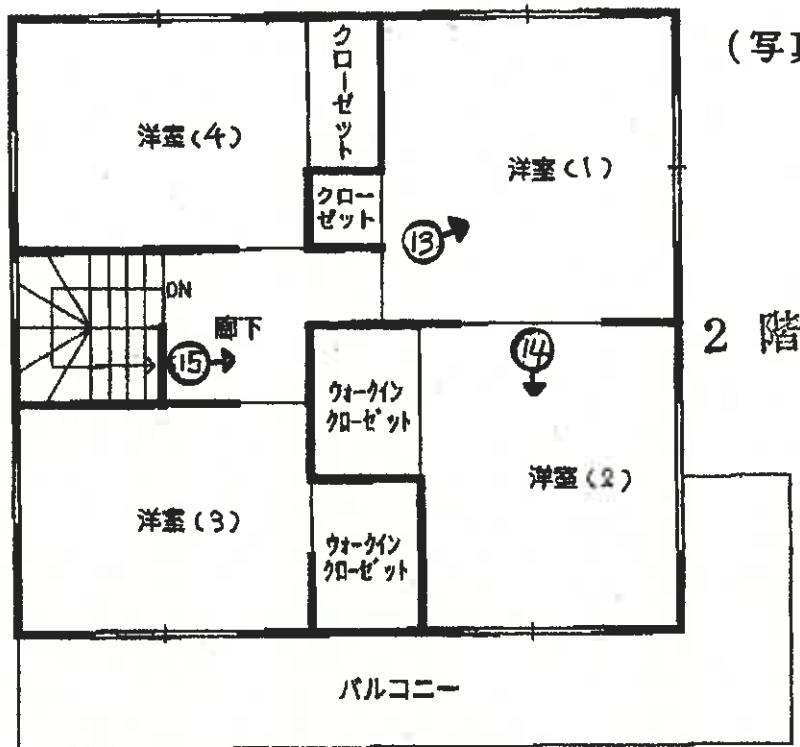 (写真
クローゼット
洋室(4)
洋室(1)
クロー
ゼット
⑬
DN
廊下
2 階
⑮
⑭
ウォークイン
クローゼット
洋室(2)
洋室(3)
ウォークイン
クローゼット
バルコニー